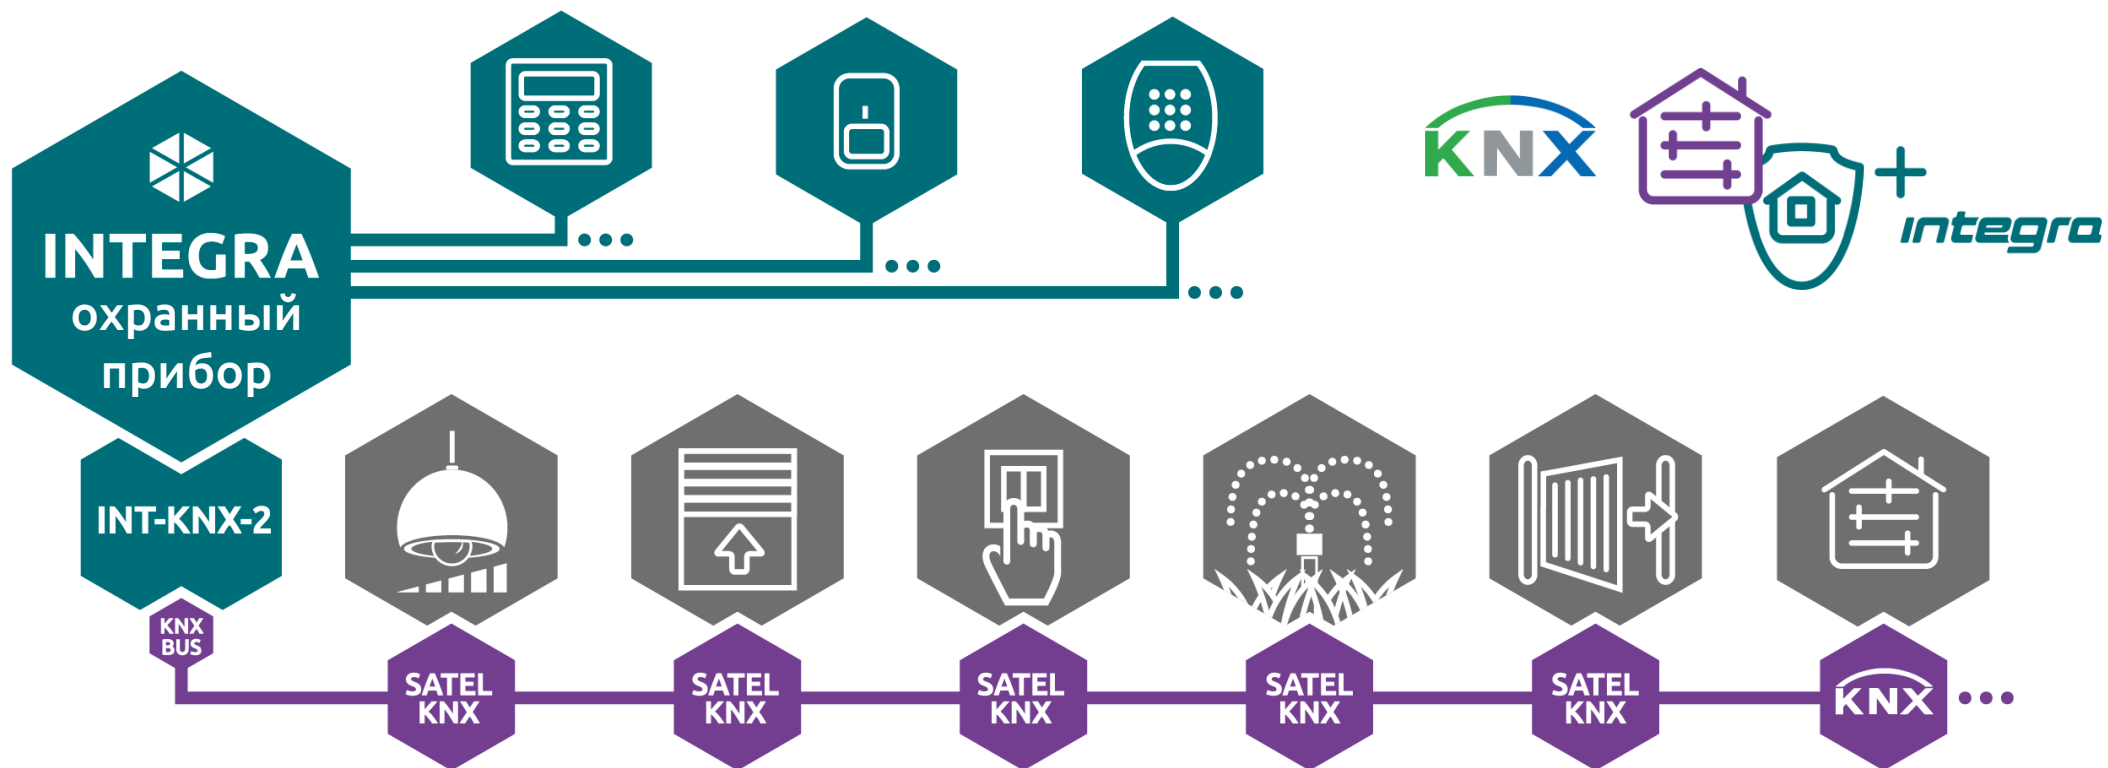 KNX
integra
INTEGRA
охранный
прибор
INT-KNX-2
KNX
BUS
SATEL
KNX
SATEL
KNX
SATEL
KNX
SATEL
KNX
SATEL
KNX
KNX